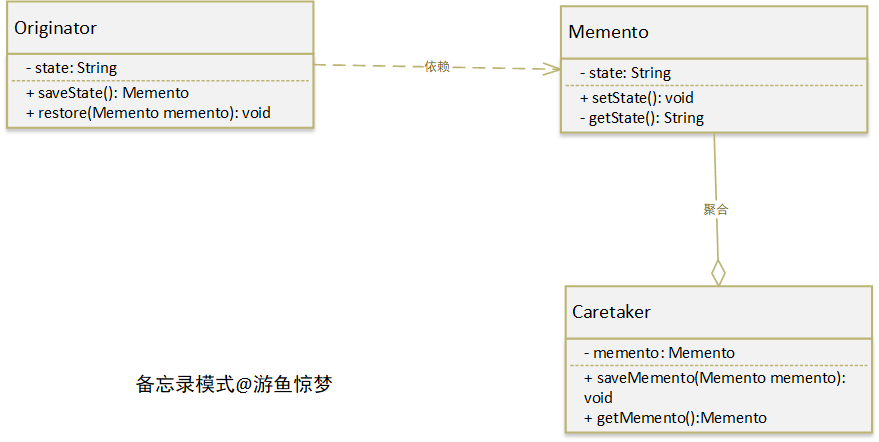 Originator
- state: String
+ saveState(): Memento
+ restore(Memento memento): void
依赖
Memento
- state: String
+ setState(): void
- getState(): String
聚合
Caretaker
- memento: Memento
+ saveMemento(Memento memento):
void
+ getMemento():Memento
备忘录模式@游鱼惊梦